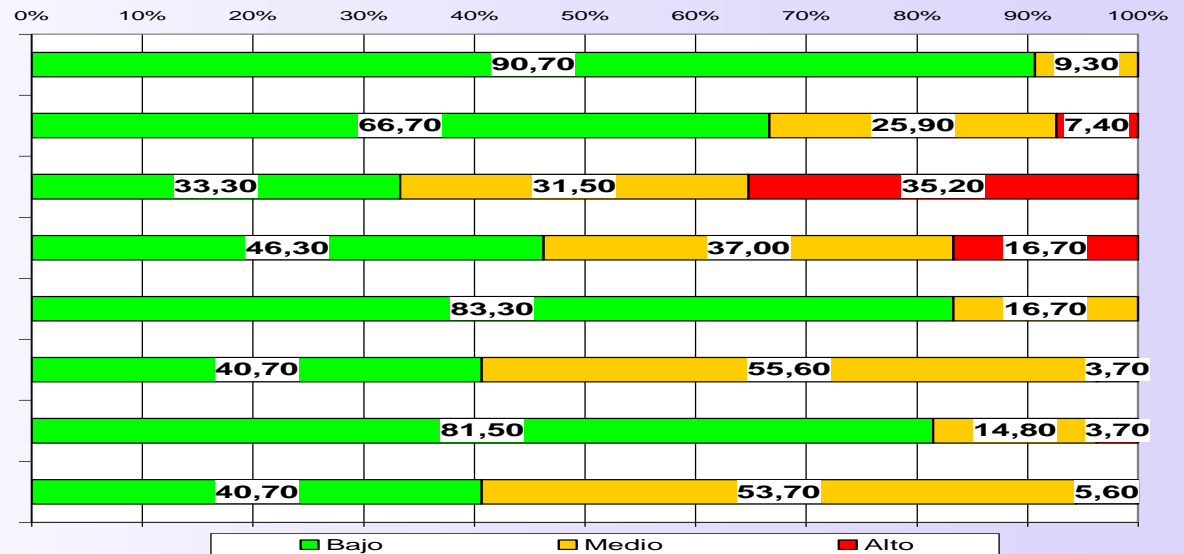 0% 10% 20% 30% 40% 50% 60% 70% 80% 90% 100%
90,70 9,30
66,70 25,90 7,40
33,30 31,50 35,20
46,30 37,00 16,70
83,30 16,70
40,70 55,60 3,70
81,50 14,80 3,70
40,70 53,70 5,60
Bajo Medio Alto